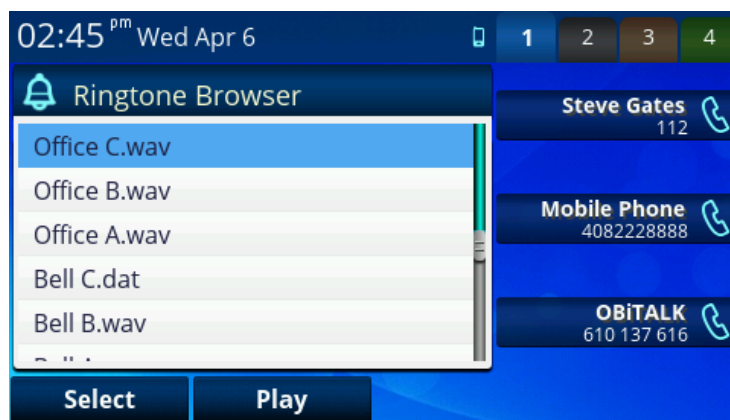 02:45 pm Wed Apr 6
1 2 3 4
Ringtone Browser
Office C.wav
Office B.wav
Office A.wav
Bell C.dat
Bell B.wav
Steve Gates
112
Mobile Phone
4082228888
OBiTALK
610 137 616
Select Play